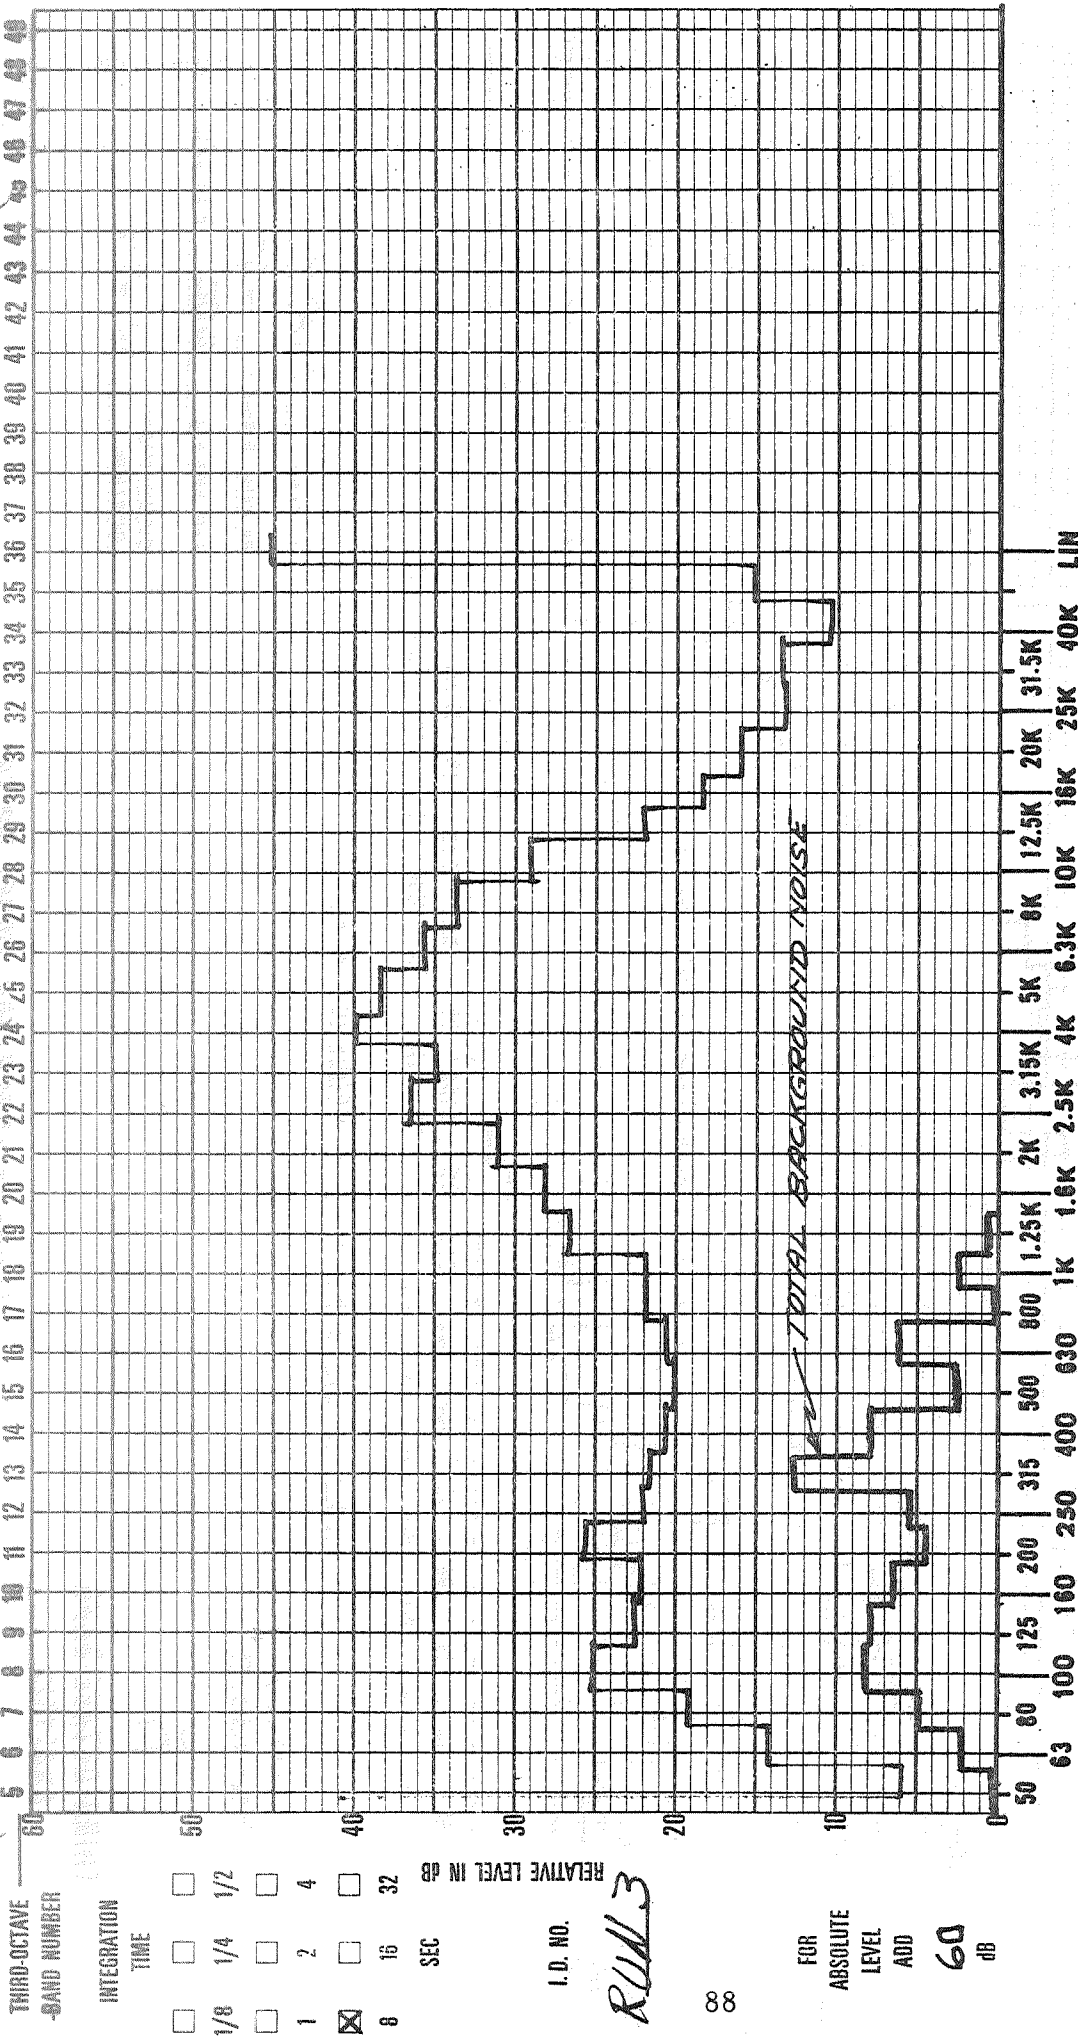 THIRD-OCTAVE
-BAND NUMBER
5 6 7 8 9 10 11 12 13 14 15 16 17 18 19 20 21 22 23 24 25 26 27 28 29 30 31 32 33 34 35 36 37 38 39 40 41 42 43 44 45 46 47 48 49
INTEGRATION
TIME
1/8 1/4 1/2
1 2 4
8 16 32
SEC
RELATIVE LEVEL IN dB
60
50
40
30
20
10
0
I.D. NO.
RUN 3
88
FOR
ABSOLUTE
LEVEL
ADD
60
dB
TOTAL BACKGROUND NOISE
50 80 125 200 315 500 800 1.25K 2K 3.15K 5K 8K 12.5K 20K 31.5K
63 100 160 250 400 630 1K 1.6K 2.5K 4K 6.3K 10K 16K 25K 40K LIN